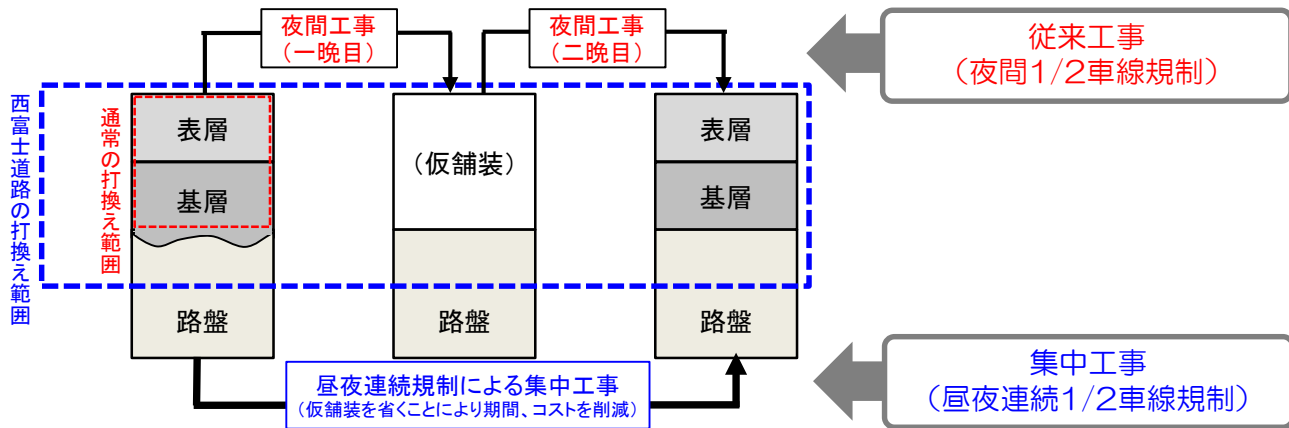 夜間工事
(一晩目)
夜間工事
(二晩目)
従来工事
(夜間1/2車線規制)
西富士道路の打換え範囲
通常の打換え範囲
表層
基層
路盤
(仮舗装)
路盤
表層
基層
路盤
昼夜連続規制による集中工事
(仮舗装を省くことにより期間、コストを削減)
集中工事
(昼夜連続1/2車線規制)